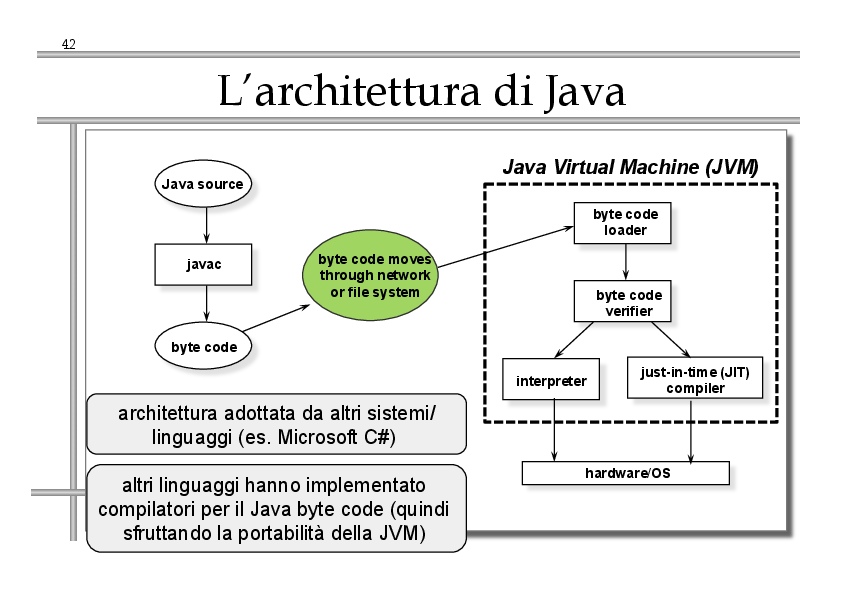 42
L’architettura di Java
Java source
javac
byte code
byte code moves
through network
or file system
Java Virtual Machine (JVM)
byte code
loader
byte code
verifier
interpreter
just-in-time (JIT)
compiler
hardware/OS
architettura adottata da altri sistemi/
linguaggi (es. Microsoft C#)
altri linguaggi hanno implementato
compilatori per il Java byte code (quindi
sfruttando la portabilità della JVM)